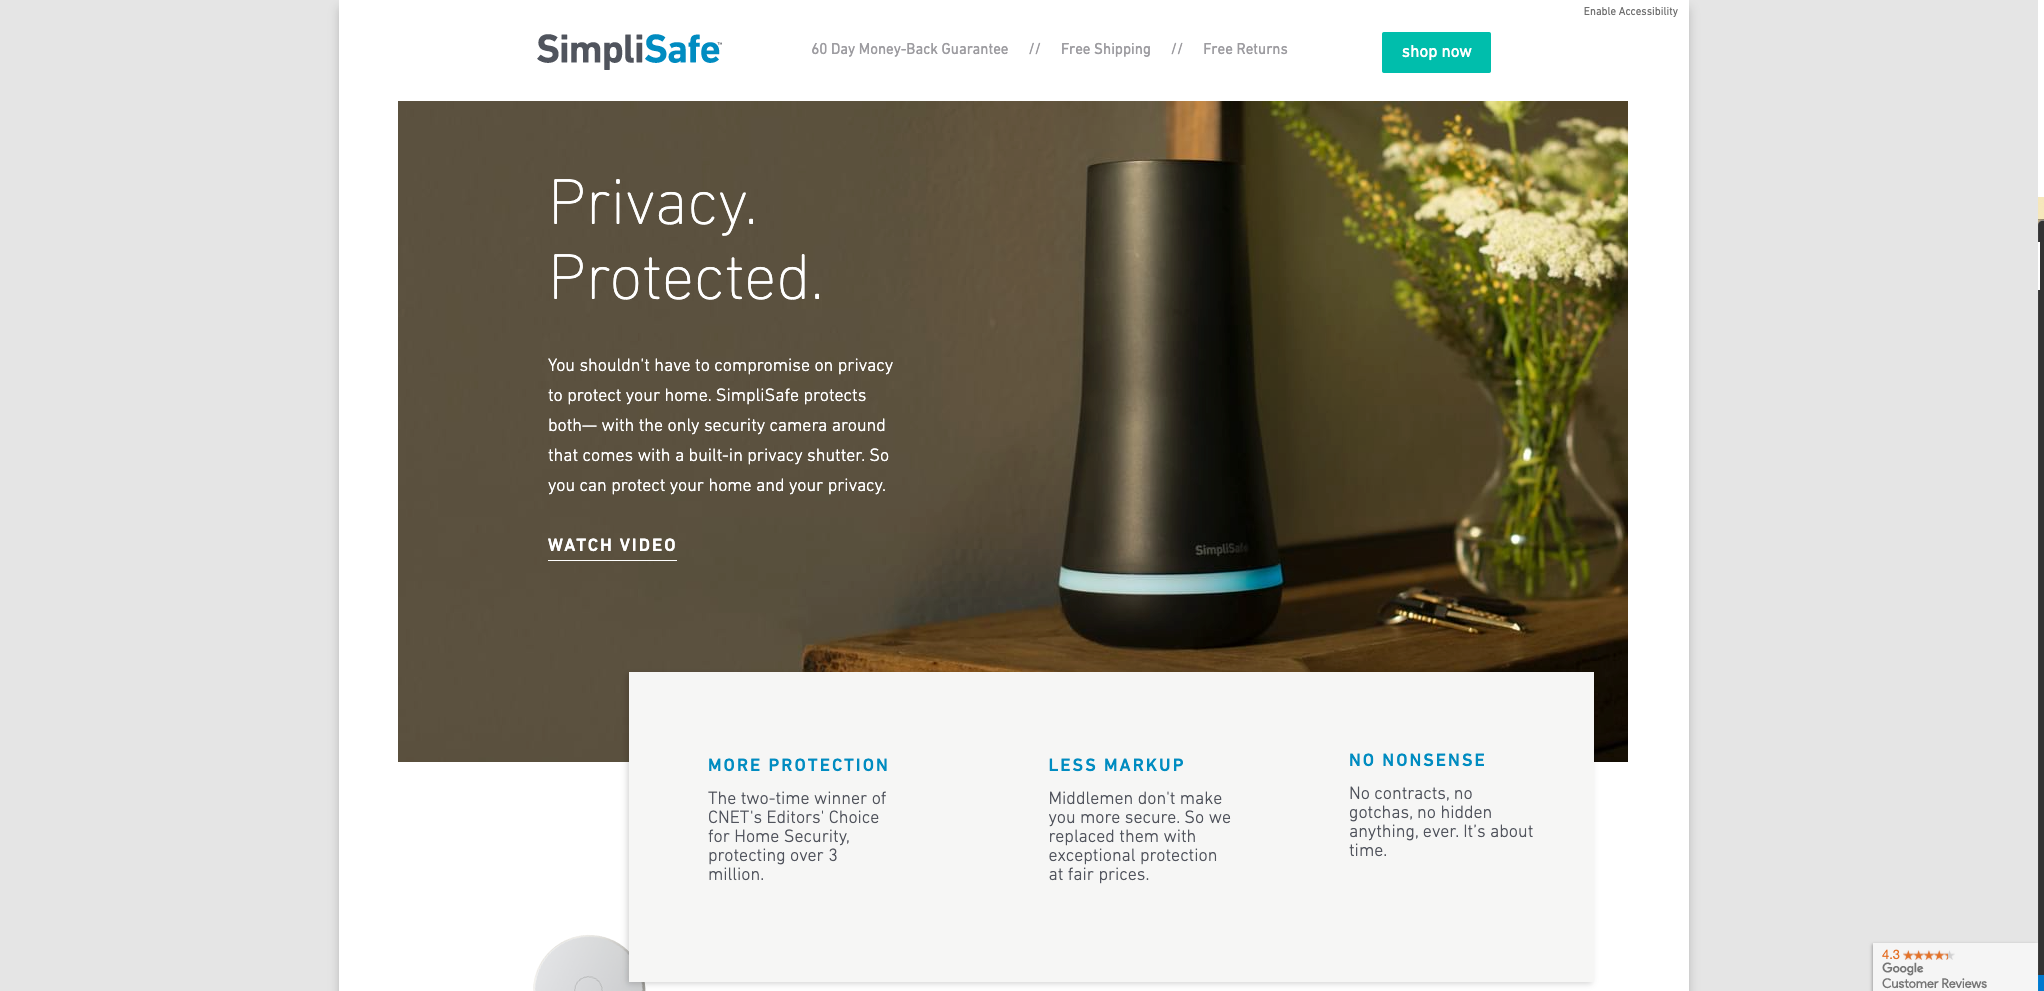 Enable Accessibility
SimpliSafe™
60 Day Money-Back Guarantee // Free Shipping // Free Returns
shop now
Privacy.
Protected.
You shouldn't have to compromise on privacy
to protect your home. SimpliSafe protects
both— with the only security camera around
that comes with a built-in privacy shutter. So
you can protect your home and your privacy.
WATCH VIDEO
SimpliSafe
MORE PROTECTION
The two-time winner of
CNET's Editors' Choice
for Home Security,
protecting over 3
million.
LESS MARKUP
Middlemen don't make
you more secure. So we
replaced them with
exceptional protection
at fair prices.
NO NONSENSE
No contracts, no
gotchas, no hidden
anything, ever. It's about
time.
4.3 ★★★★★
Google
Customer Reviews